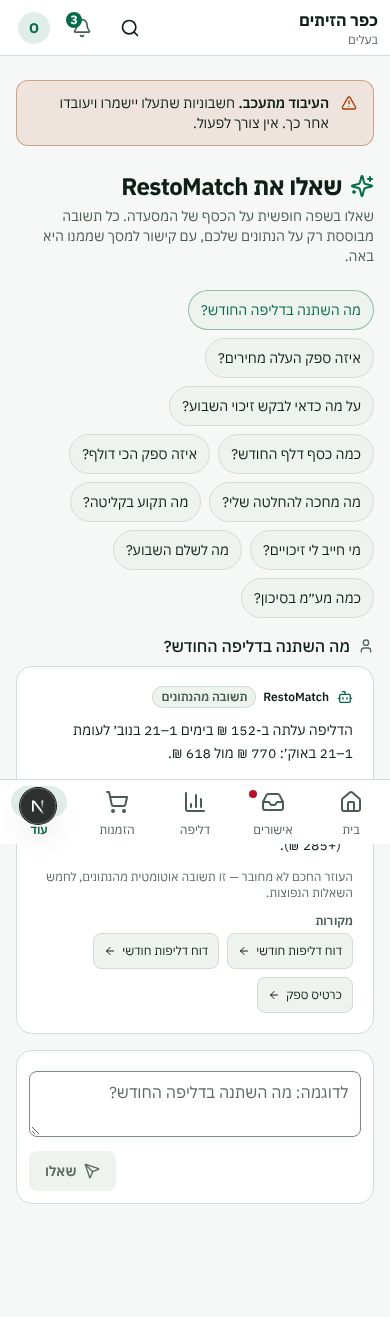 כפר הזיתים
בעלים
3
O
העיבוד מתעכב. חשבוניות שתעלו יישמרו ויעובדו
אחר כך. אין צורך לפעול.
שאלו את RestoMatch
שאלו בשפה חופשית על הכסף של המסעדה. כל תשובה
מבוססת רק על הנתונים שלכם, עם קישור למסך שממנו היא
באה.
מה השתנה בדליפה החודש?
איזה ספק העלה מחירים?
על מה כדאי לבקש זיכוי השבוע?
כמה כסף דלף החודש?
איזה ספק הכי דולף?
מה מחכה להחלטה שלי?
מה תקוע בקליטה?
מי חייב לי זיכויים?
מה לשלם השבוע?
כמה מע״מ בסיכון?
מה השתנה בדליפה החודש?
RestoMatch תשובה מהנתונים
הדליפה עלתה ב-152 ₪ בימים 1–21 בנוב׳ לעומת
1–21 באוק׳: 770 ₪ מול 618 ₪.
בית
אישורים
דליפה
הזמנות
עוד
N
(+285 ₪).
העוזר החכם לא מחובר — זו תשובה אוטומטית מהנתונים, לחמש
השאלות הנפוצות.
מקורות
דוח דליפות חודשי ←
דוח דליפות חודשי ←
כרטיס ספק ←
לדוגמה: מה השתנה בדליפה החודש?
שאלו